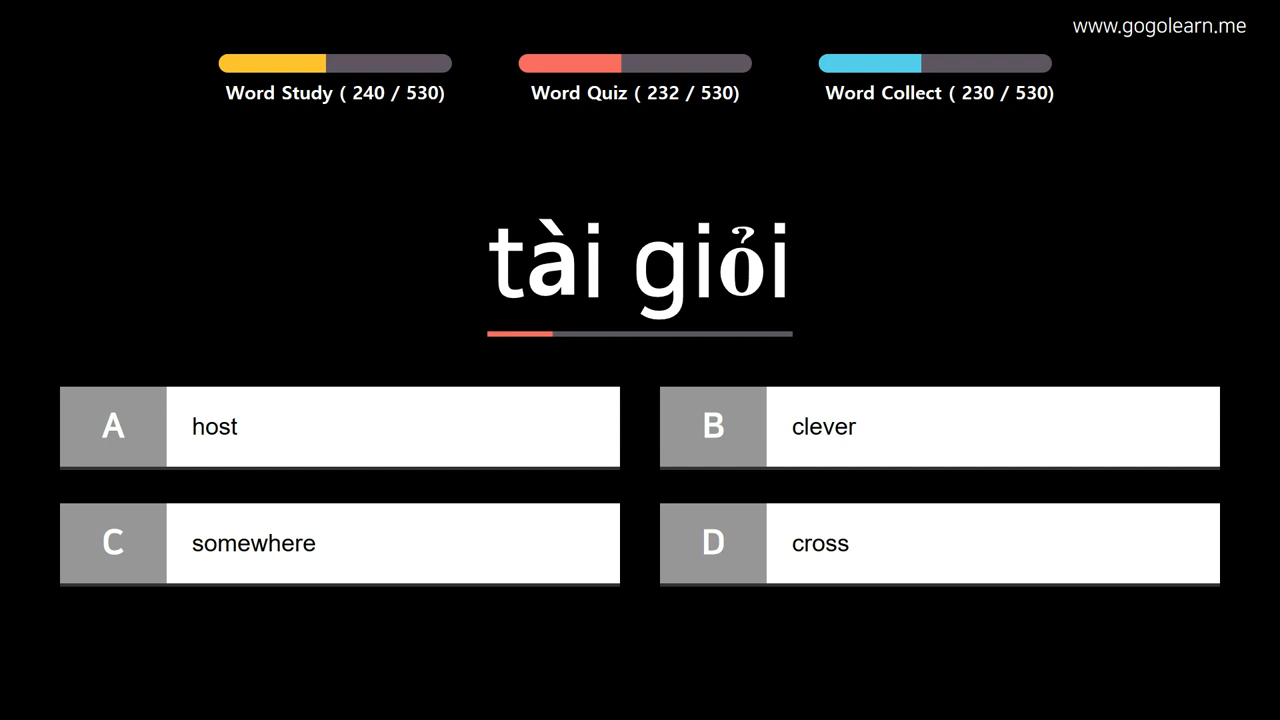 www.gogolearn.me
Word Study ( 240 / 530)
Word Quiz ( 232 / 530)
Word Collect ( 230 / 530)
tài giỏi
A host
B clever
C somewhere
D cross